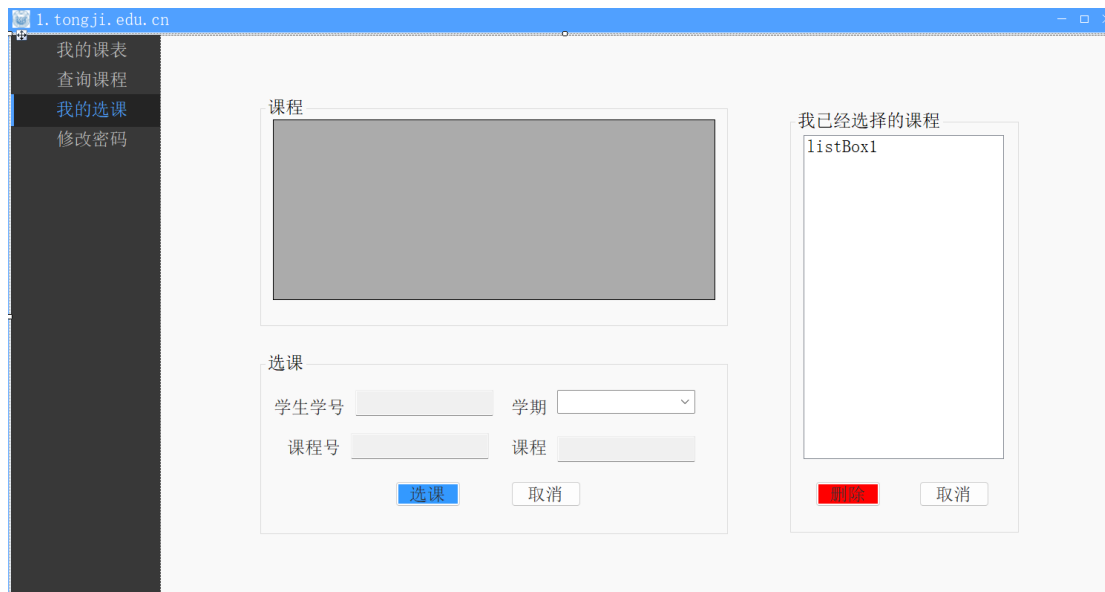 1.tongji.edu.cn
我的课表
查询课程
我的选课
修改密码
课程
选课
学生学号
学期
课程号
课程
选课
取消
我已经选择的课程
listBox1
删除
取消